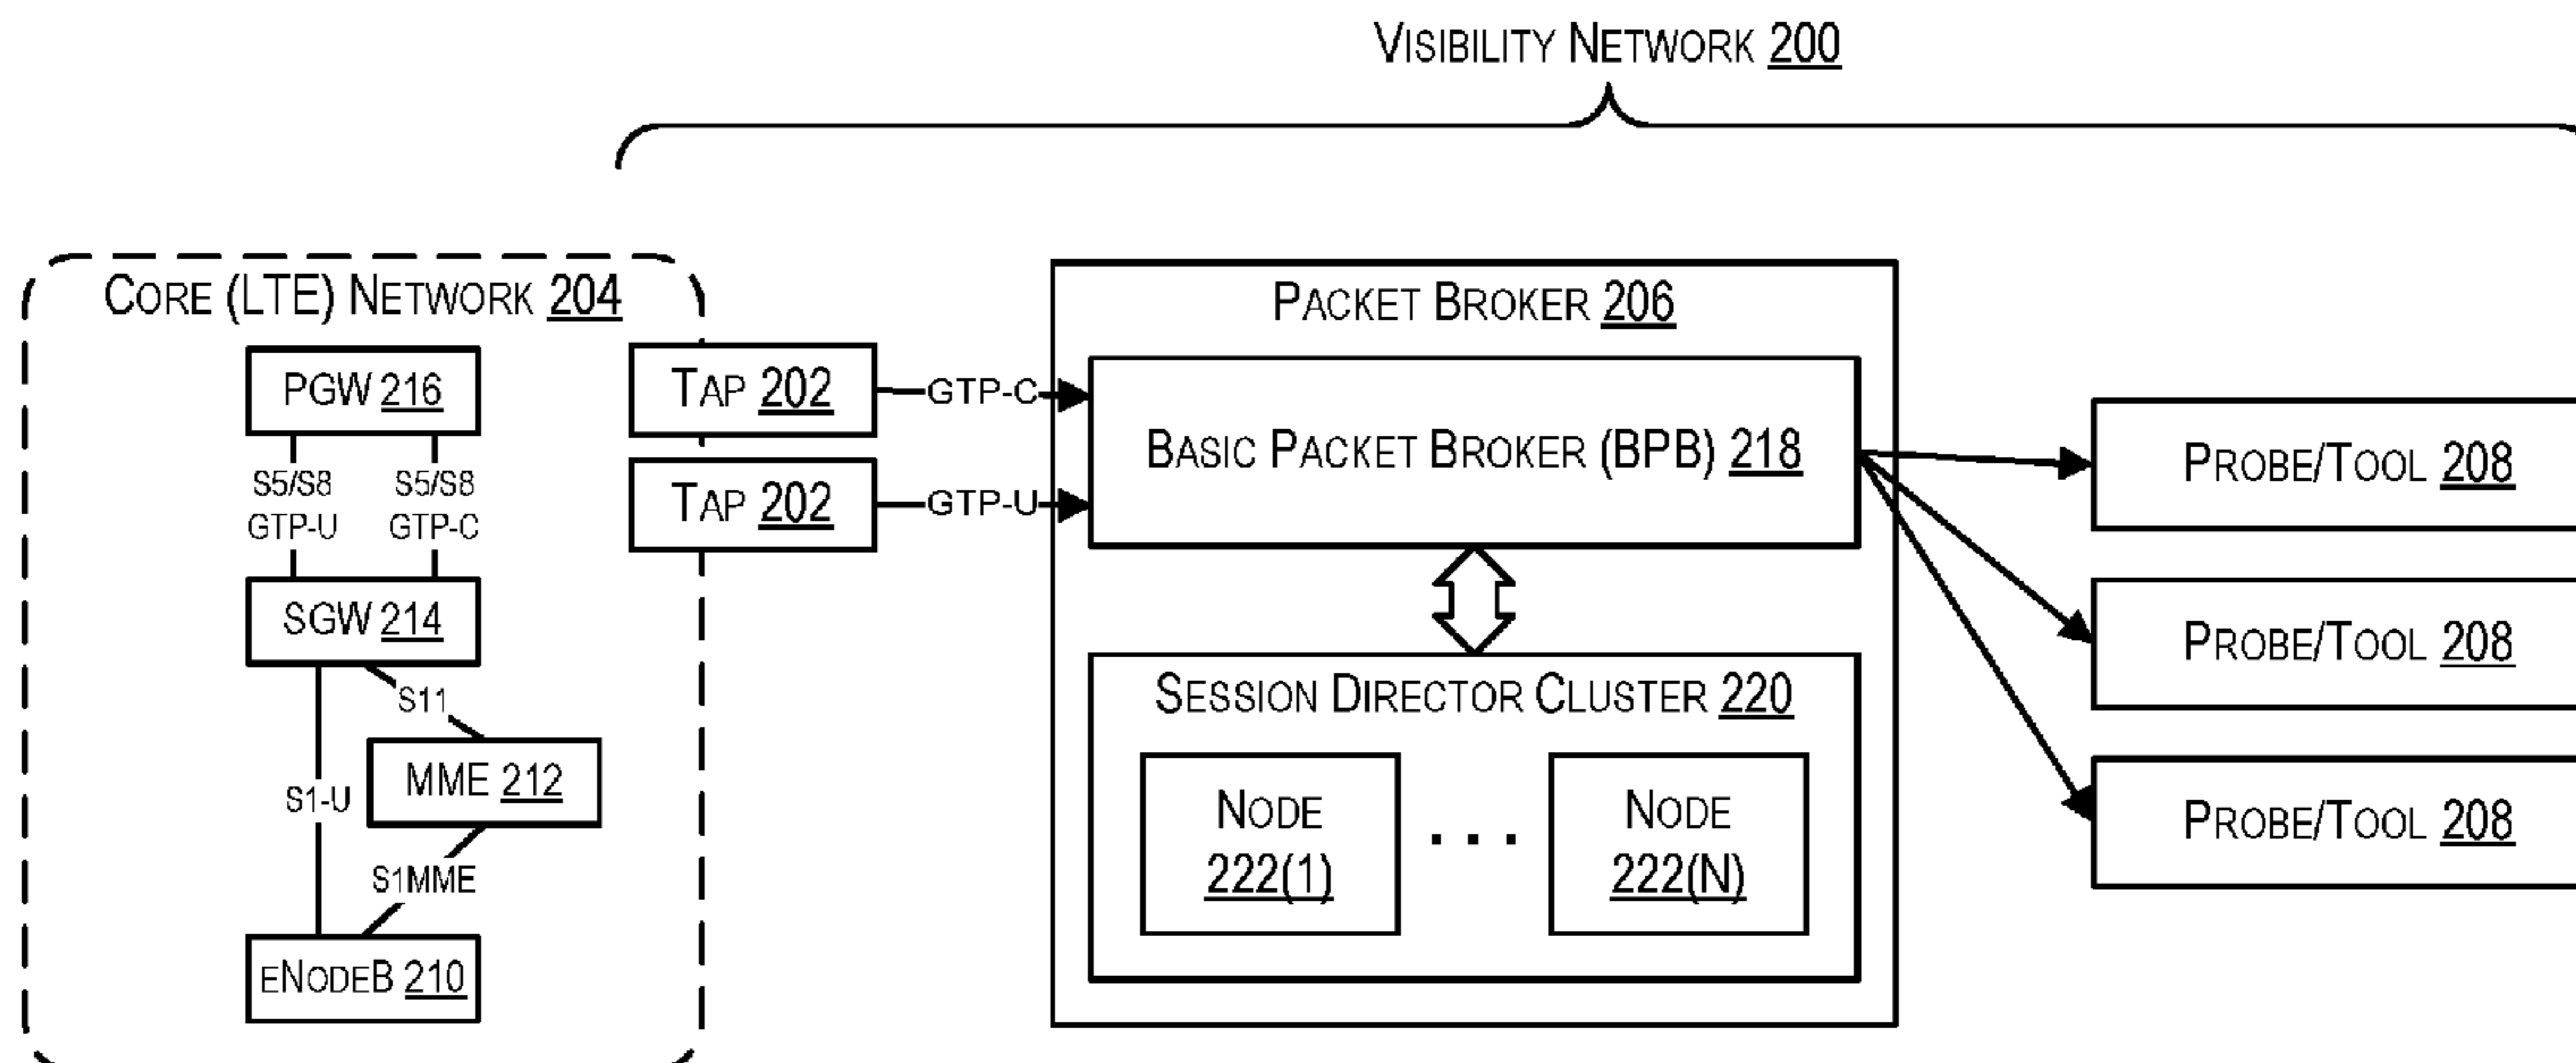 VISIBILITY NETWORK 200
CORE (LTE) NETWORK 204
PGW 216
S5/S8 GTP-U
S5/S8 GTP-C
SGW 214
S11
MME 212
S1-U
S1MME
eNODEB 210
TAP 202
GTP-C
TAP 202
GTP-U
PACKET BROKER 206
BASIC PACKET BROKER (BPB) 218
SESSION DIRECTOR CLUSTER 220
NODE
222(1)
. . .
NODE
222(N)
PROBE/TOOL 208
PROBE/TOOL 208
PROBE/TOOL 208